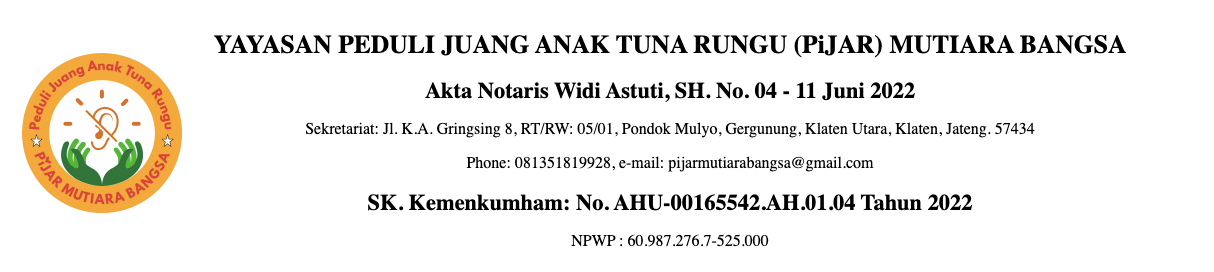 YAYASAN PEDULI JUANG ANAK TUNA RUNGU (PiJAR) MUTIARA BANGSA
Akta Notaris Widi Astuti, SH. No. 04 - 11 Juni 2022
Sekretariat: Jl. K.A. Gringsing 8, RT/RW: 05/01, Pondok Mulyo, Gergunung, Klaten Utara, Klaten, Jateng. 57434
Phone: 081351819928, e-mail: pijarmutiarabangsa@gmail.com
SK. Kemenkumham: No. AHU-00165542.AH.01.04 Tahun 2022
NPWP : 60.987.276.7-525.000
Peduli Juang Anak Tuna Rungu
PiJAR MUTIARA BANGSA